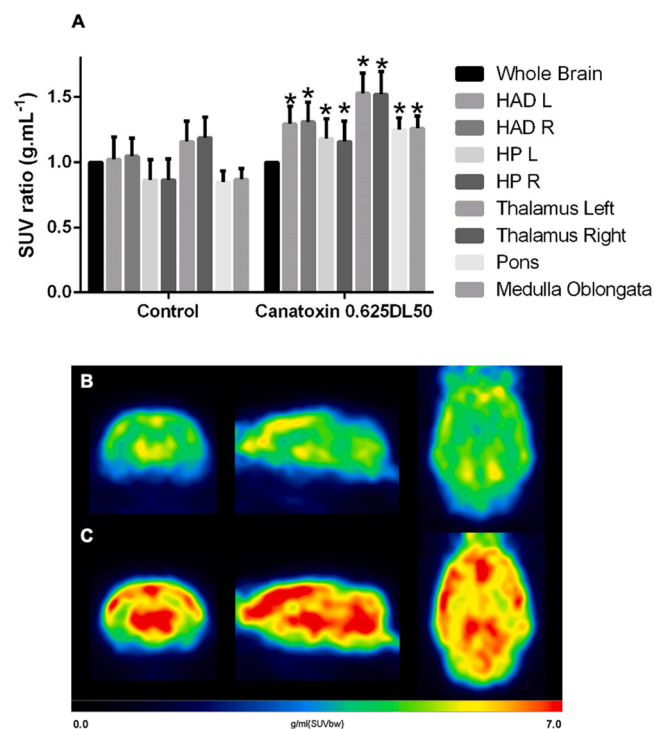 A
SUV ratio (g.mL⁻¹)
1.5
1.0
0.5
0.0
* * * * * * * *
Control
Canatoxin 0.625DL50
Whole Brain
HAD L
HAD R
HP L
HP R
Thalamus Left
Thalamus Right
Pons
Medulla Oblongata
B
C
0.0
g/ml{SUVbw}
7.0